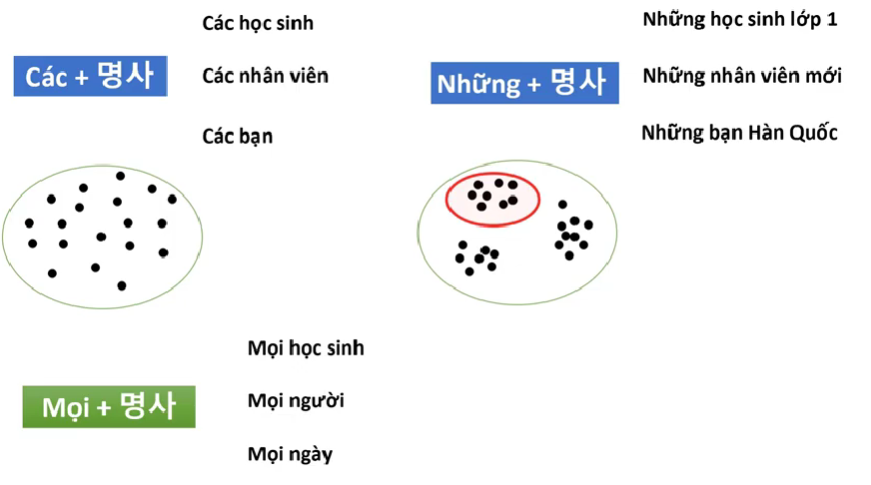 Các + 명사
Các học sinh
Các nhân viên
Các bạn
Những + 명사
Những học sinh lớp 1
Những nhân viên mới
Những bạn Hàn Quốc
Mọi + 명사
Mọi học sinh
Mọi người
Mọi ngày